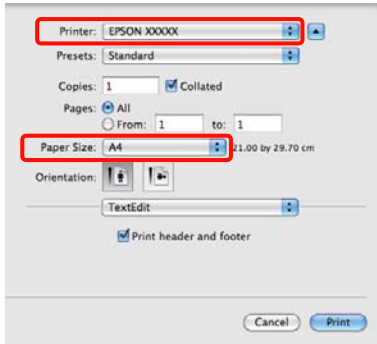 Printer: EPSON XXXXX
Presets: Standard
Copies: 1 Collated
Pages: All
From: 1 to: 1
Paper Size: A4 21.00 by 29.70 cm
Orientation:
TextEdit
Print header and footer
Cancel Print